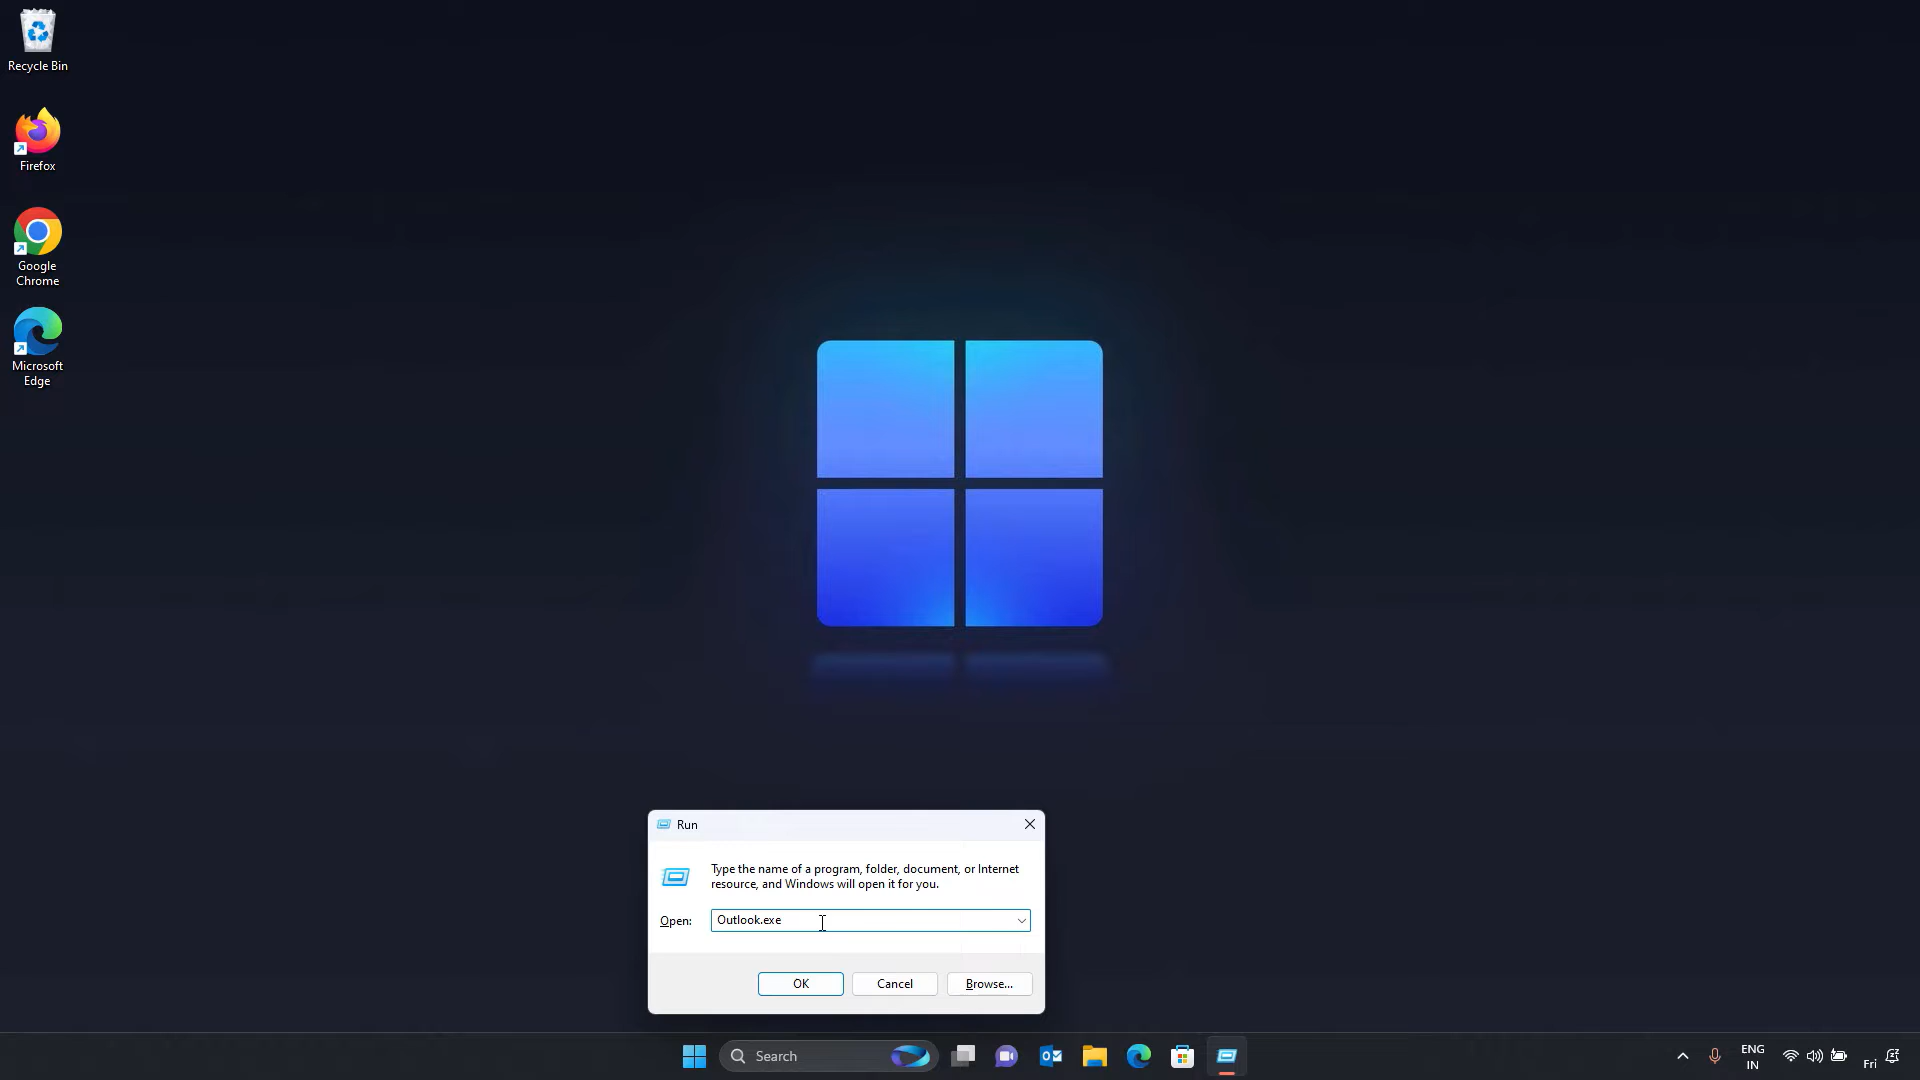 Recycle Bin
Firefox
Google
Chrome
Microsoft
Edge
Run
Type the name of a program, folder, document, or Internet
resource, and Windows will open it for you.
Open: Outlook.exe
OK Cancel Browse...
Search
ENG
IN
Fri